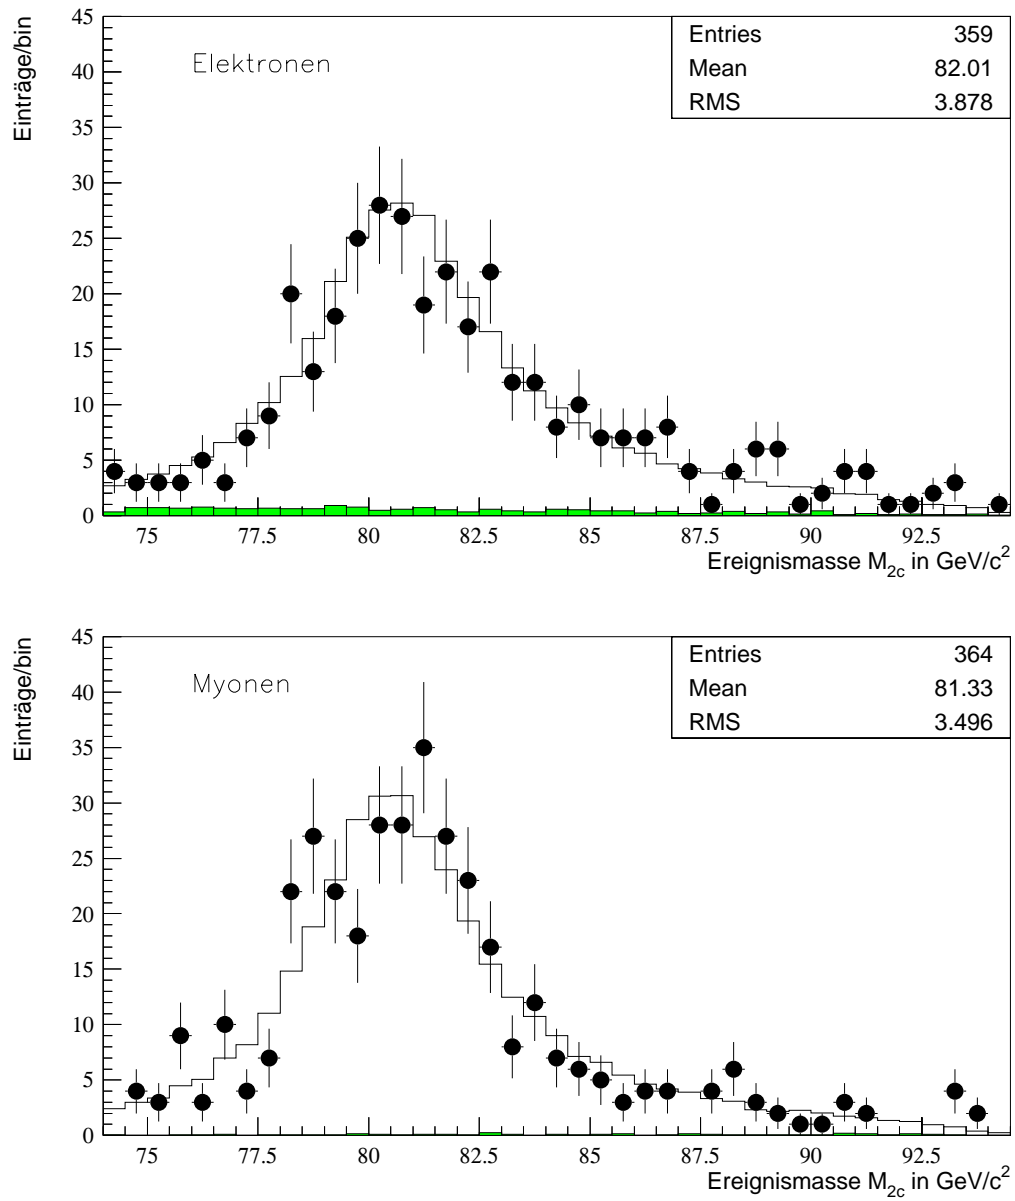 Einträge/bin
45
40
35
30
25
20
15
10
5
0
Elektronen
Entries 359
Mean 82.01
RMS 3.878
75 77.5 80 82.5 85 87.5 90 92.5
Ereignismasse M2c in GeV/c2
Einträge/bin
45
40
35
30
25
20
15
10
5
0
Myonen
Entries 364
Mean 81.33
RMS 3.496
75 77.5 80 82.5 85 87.5 90 92.5
Ereignismasse M2c in GeV/c2